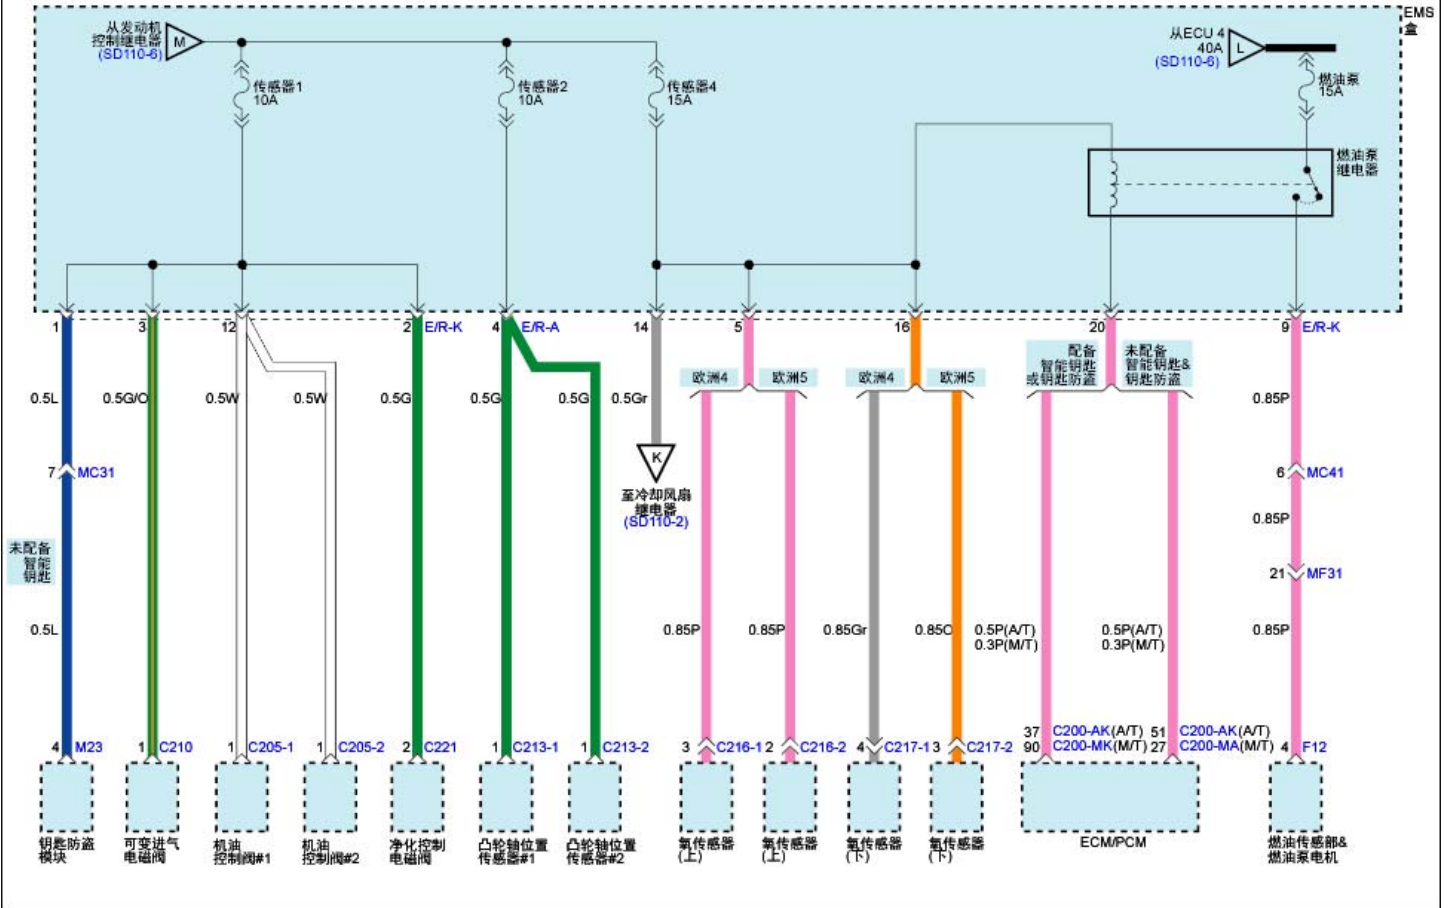 EMS
盒
从发动机
控制继电器
(SD110-6)
M
从ECU 4
40A
(SD110-6)
L
传感器1
10A
传感器2
10A
传感器4
15A
燃油泵
15A
燃油泵
继电器
1
3
12
2 E/R-K
4 E/R-A
14
5
16
20
9 E/R-K
欧洲4
欧洲5
欧洲4
欧洲5
配备
智能钥匙
或钥匙防盗
未配备
智能钥匙&
钥匙防盗
0.5L
0.5G/O
0.5W
0.5W
0.5G
0.5G
0.5G
0.5Gr
0.85P
7 MC31
K
至冷却风扇
继电器
(SD110-2)
6 MC41
0.85P
未配备
智能
钥匙
21 MF31
0.5L
0.85P
0.85P
0.85Gr
0.85O
0.5P(A/T)
0.3P(M/T)
0.5P(A/T)
0.3P(M/T)
0.85P
4 M23
1 C210
1 C205-1
1 C205-2
2 C221
1 C213-1
1 C213-2
3 C216-1
2 C216-2
4 C217-1
3 C217-2
37 C200-AK(A/T)
90 C200-MK(M/T)
51 C200-AK(A/T)
27 C200-MA(M/T)
4 F12
钥匙防盗
模块
可变进气
电磁阀
机油
控制阀#1
机油
控制阀#2
净化控制
电磁阀
凸轮轴位置
传感器#1
凸轮轴位置
传感器#2
氧传感器
(上)
氧传感器
(上)
氧传感器
(下)
氧传感器
(下)
ECM/PCM
燃油传感部&
燃油泵电机